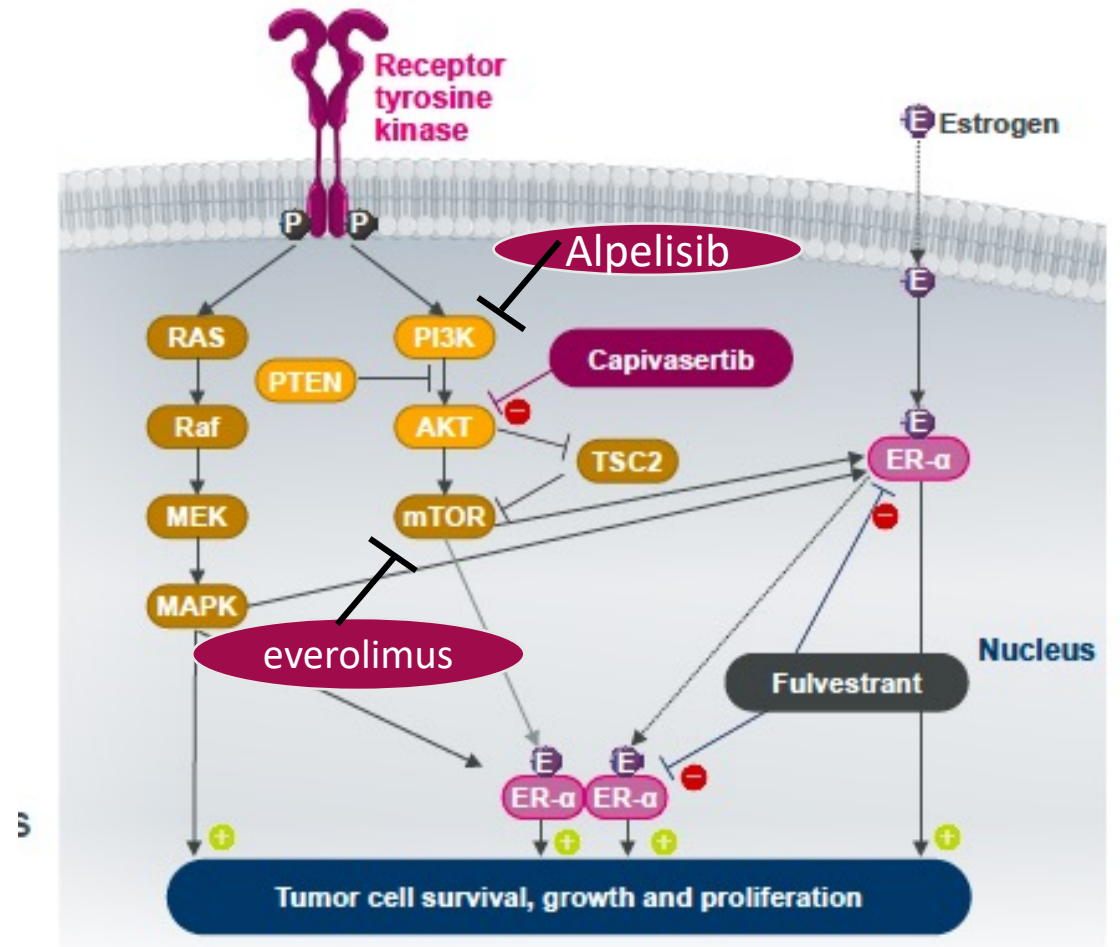 Receptor
tyrosine
kinase
E Estrogen
P P
Alpelisib
E
RAS
PI3K
Capivasertib
PTEN
Raf
AKT
E
TSC2
ER-α
MEK
mTOR
MAPK
everolimus
Nucleus
Fulvestrant
E E
ER-α ER-α
s
Tumor cell survival, growth and proliferation